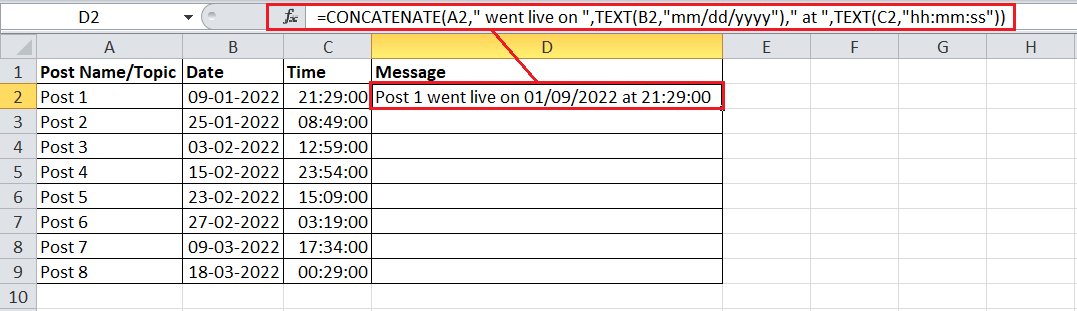 D2 fx =CONCATENATE(A2," went live on ",TEXT(B2,"mm/dd/yyyy")," at ",TEXT(C2,"hh:mm:ss"))
A B C D E F G H
1 Post Name/Topic Date Time Message
2 Post 1 09-01-2022 21:29:00 Post 1 went live on 01/09/2022 at 21:29:00
3 Post 2 25-01-2022 08:49:00
4 Post 3 03-02-2022 12:59:00
5 Post 4 15-02-2022 23:54:00
6 Post 5 23-02-2022 15:09:00
7 Post 6 27-02-2022 03:19:00
8 Post 7 09-03-2022 17:34:00
9 Post 8 18-03-2022 00:29:00
10